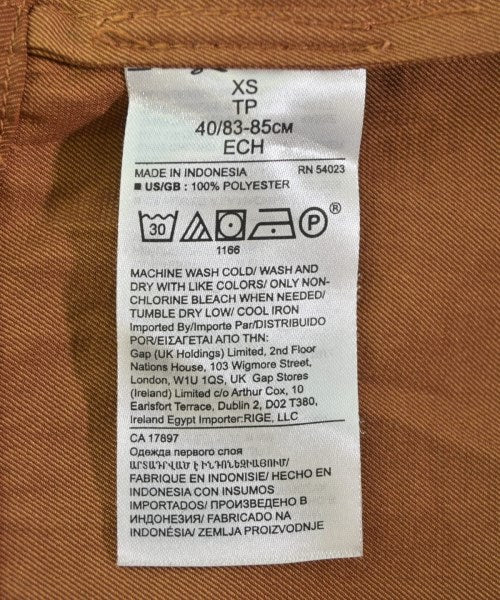 XS
TP
40/83-85см
ECH
MADE IN INDONESIA RN 54023
■ US/GB : 100% POLYESTER
30 P ®
1166
MACHINE WASH COLD/ WASH AND
DRY WITH LIKE COLORS/ ONLY NON-
CHLORINE BLEACH WHEN NEEDED/
TUMBLE DRY LOW/ COOL IRON
Imported By/Importe Par/DISTRIBUIDO
POR/ΕΙΣΑΓΕΤΑΙ ΑΠΟ ΤΗΝ:
Gap (UK Holdings) Limited, 2nd Floor
Nations House, 103 Wigmore Street,
London, W1U 1QS, UK Gap Stores
(Ireland) Limited c/o Arthur Cox, 10
Earlsfort Terrace, Dublin 2, D02 T380,
Ireland Egypt Importer:RIGE, LLC
CA 17897
Одежда первого слоя
ԱՐՏԱԴՐՎԱԾ Է ԻՆԴՈՆԵԶԻԱՅՈՒՄ/
FABRIQUE EN INDONISIE/ HECHO EN
INDONESIA CON INSUMOS
IMPORTADOS/ ПРОИЗВЕДЕНО В
ИНДОНЕЗИИ/ FABRICADO NA
INDONÉSIA/ ZEMLJA PROIZVODNJE